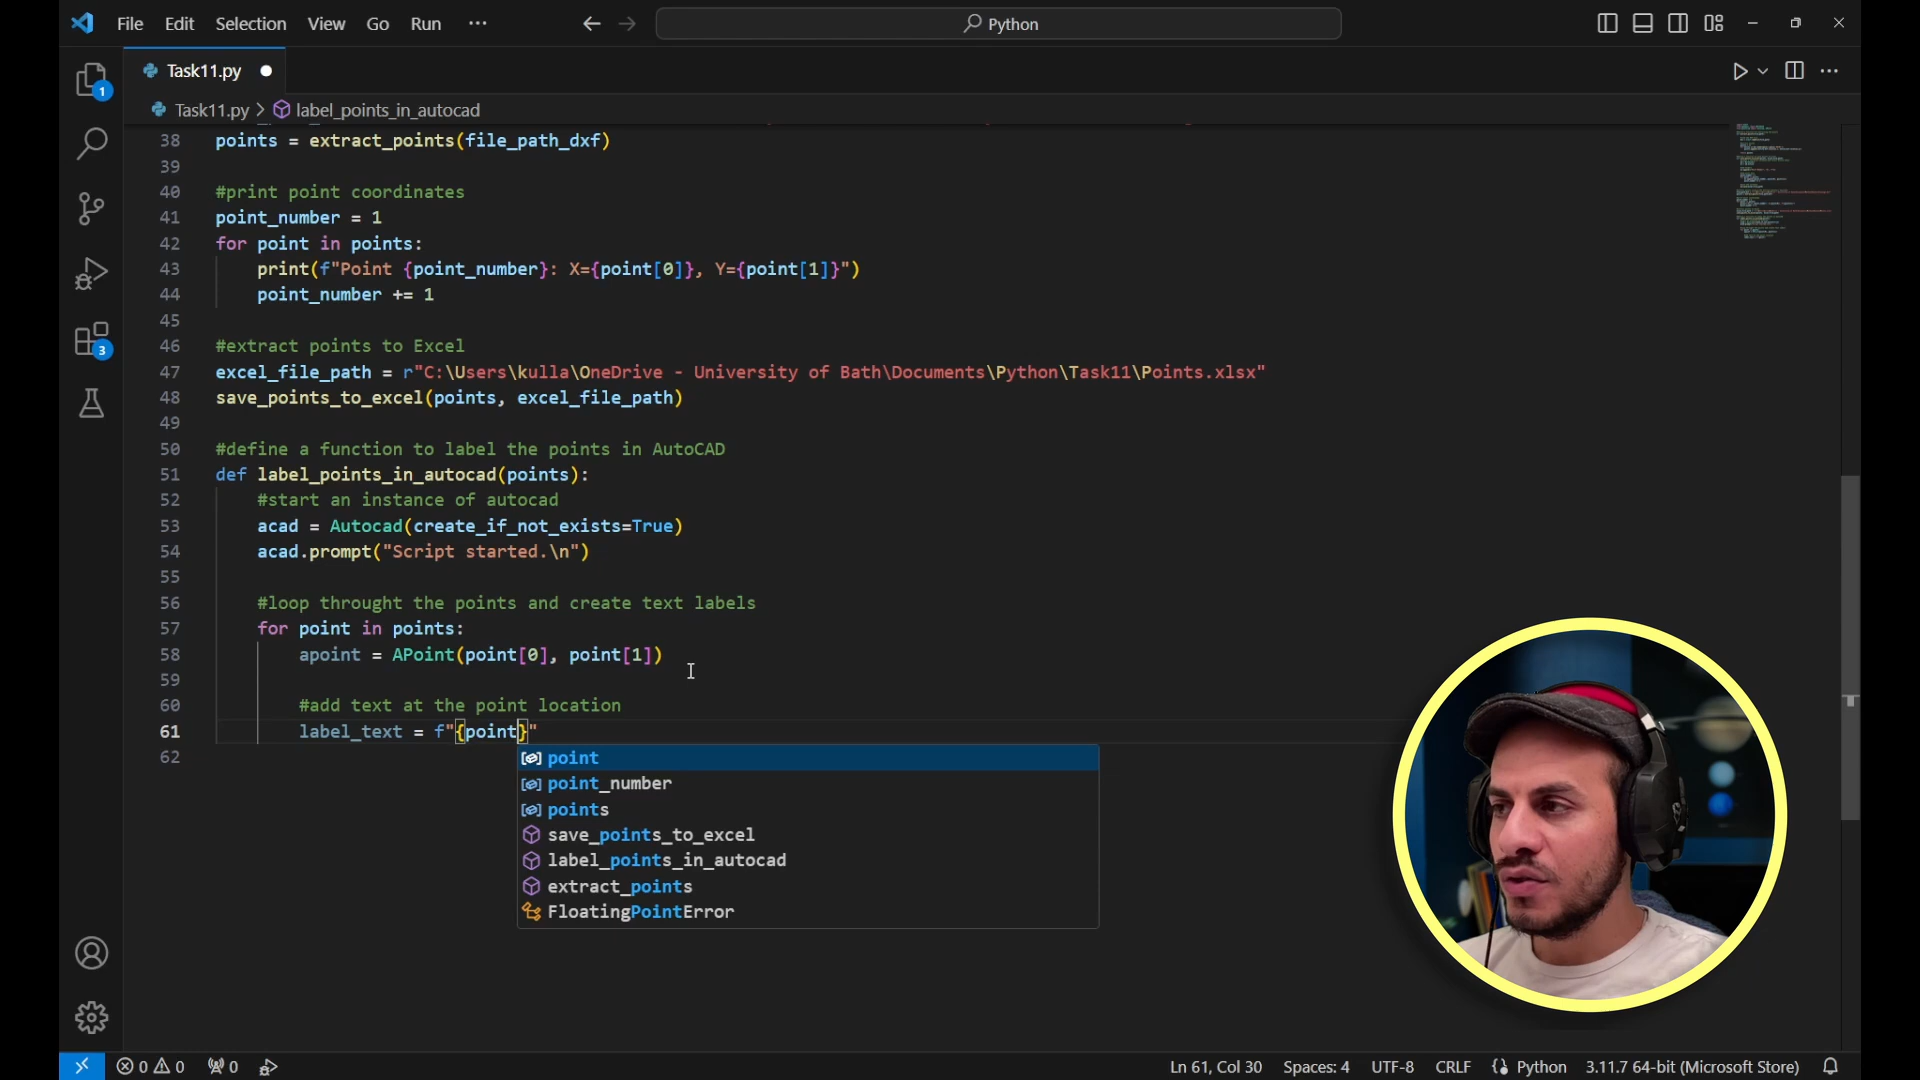 File Edit Selection View Go Run ··· Python
Task11.py
Task11.py > label_points_in_autocad
38 points = extract_points(file_path_dxf)
39
40 #print point coordinates
41 point_number = 1
42 for point in points:
43 print(f"Point {point_number}: X={point[0]}, Y={point[1]}")
44 point_number += 1
45
46 #extract points to Excel
47 excel_file_path = r"C:\Users\kulla\OneDrive - University of Bath\Documents\Python\Task11\Points.xlsx"
48 save_points_to_excel(points, excel_file_path)
49
50 #define a function to label the points in AutoCAD
51 def label_points_in_autocad(points):
52 #start an instance of autocad
53 acad = Autocad(create_if_not_exists=True)
54 acad.prompt("Script started.\n")
55
56 #loop throught the points and create text labels
57 for point in points:
58 apoint = APoint(point[0], point[1])
59
60 #add text at the point location
61 label_text = f"{point}"
62
point
point_number
points
save_points_to_excel
label_points_in_autocad
extract_points
FloatingPointError
1
3
0 0 0 Ln 61, Col 30 Spaces: 4 UTF-8 CRLF Python 3.11.7 64-bit (Microsoft Store)